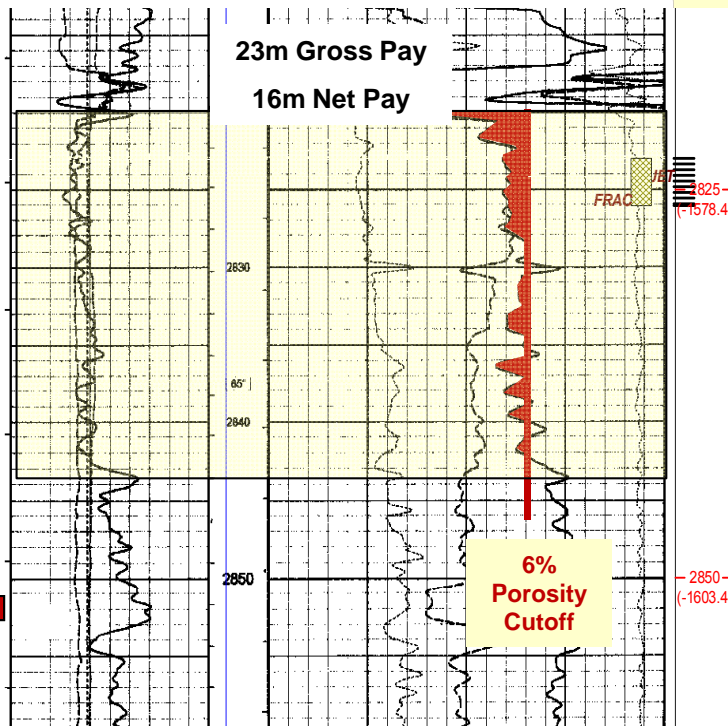 23m Gross Pay
16m Net Pay
JET
2825
FRAC
(-1578.4
2830
65°
2840
6%
Porosity
Cutoff
2850
2850
(-1603.4